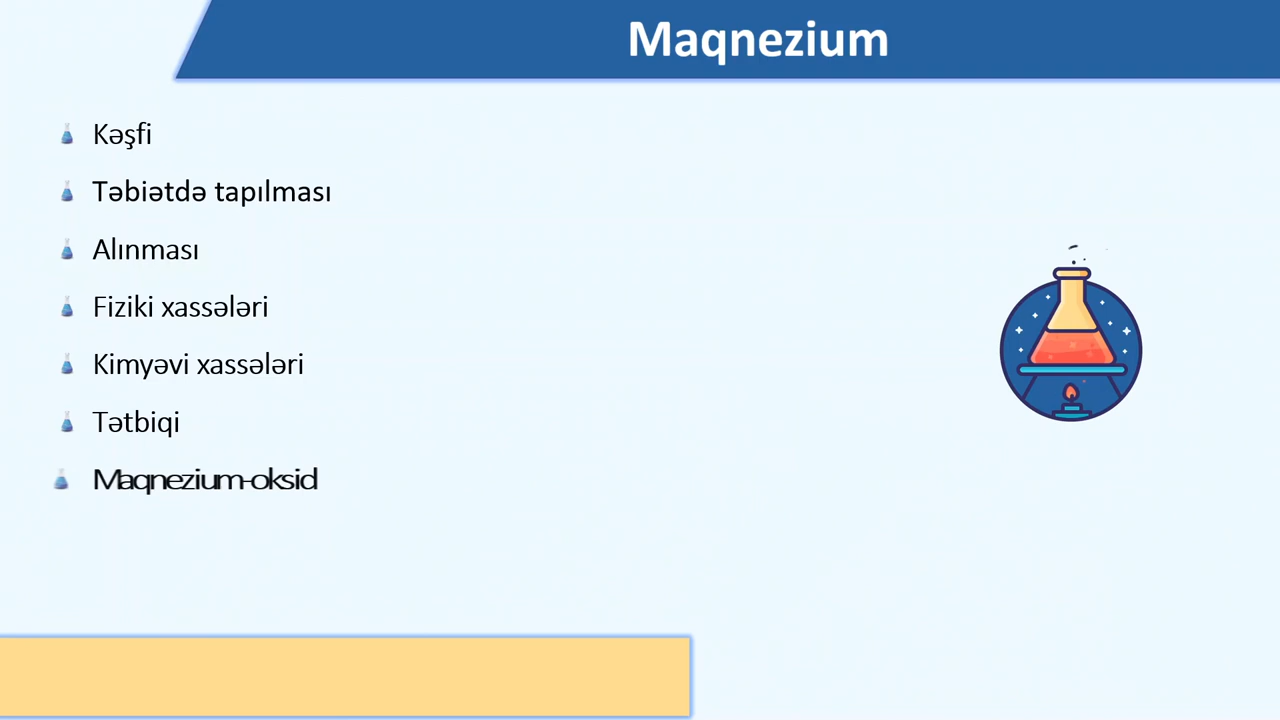 Maqnezium
Kəşfi
Təbiətdə tapılması
Alınması
Fiziki xassələri
Kimyəvi xassələri
Tətbiqi
Maqnezium-oksid